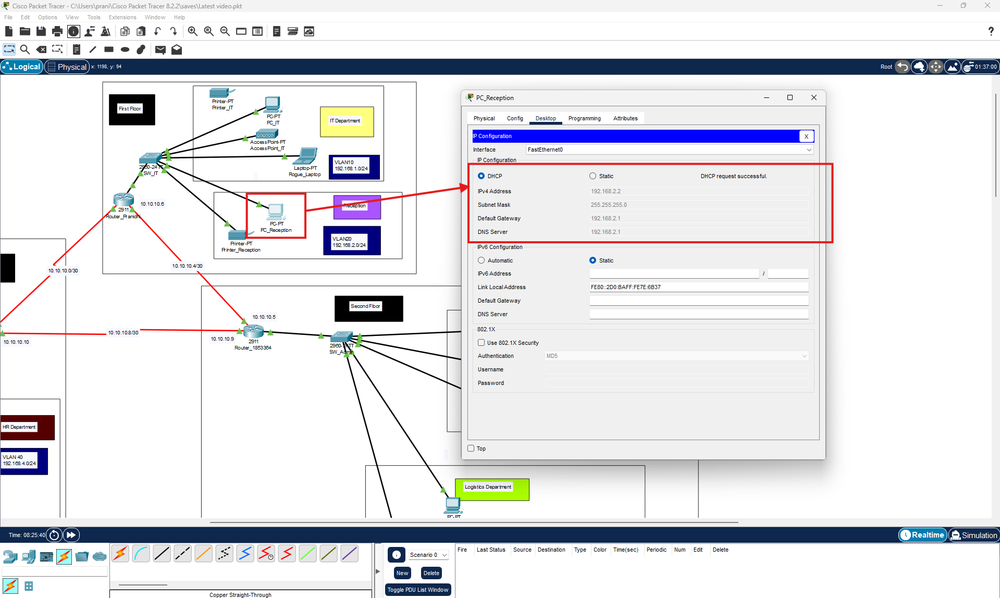 Cisco Packet Tracer - C:\Users\prani\Cisco Packet Tracer 8.2.2\saves\Latest video.pkt
File Edit Options View Tools Extensions Window Help
?
Logical Physical x: 1198, y: 94 Root 01:37:00
First Floor
Printer-PT
Printer_IT
PC-PT
PC_IT
IT Department
AccessPoint-PT
AccessPoint_IT
Laptop-PT
Rogue_Laptop
VLAN10
192.168.1.0/24
2960-24TT
SW_IT
10.10.10.6
2911
Router_Pranidhi
Reception
PC-PT
PC_Reception
Printer-PT
Printer_Reception
VLAN20
192.168.2.0/24
10.10.10.0/30
10.10.10.4/30
Second Floor
10.10.10.5
10.10.10.8/30
10.10.10.10
10.10.10.9
2911
Router_1853364
2960-24TT
SW_Admin
HR Department
VLAN 40
192.168.4.0/24
Logistics Department
PC-PT
PC_Reception
Physical Config Desktop Programming Attributes
IP Configuration X
Interface FastEthernet0
IP Configuration
DHCP Static DHCP request successful.
IPv4 Address 192.168.2.2
Subnet Mask 255.255.255.0
Default Gateway 192.168.2.1
DNS Server 192.168.2.1
IPv6 Configuration
Automatic Static
IPv6 Address /
Link Local Address FE80::2D0:BAFF:FE7E:6B37
Default Gateway
DNS Server
802.1X
Use 802.1X Security
Authentication MD5
Username
Password
Top
Time: 08:25:40 Realtime Simulation
Scenario 0
New Delete
Toggle PDU List Window
Fire Last Status Source Destination Type Color Time(sec) Periodic Num Edit Delete
Copper Straight-Through